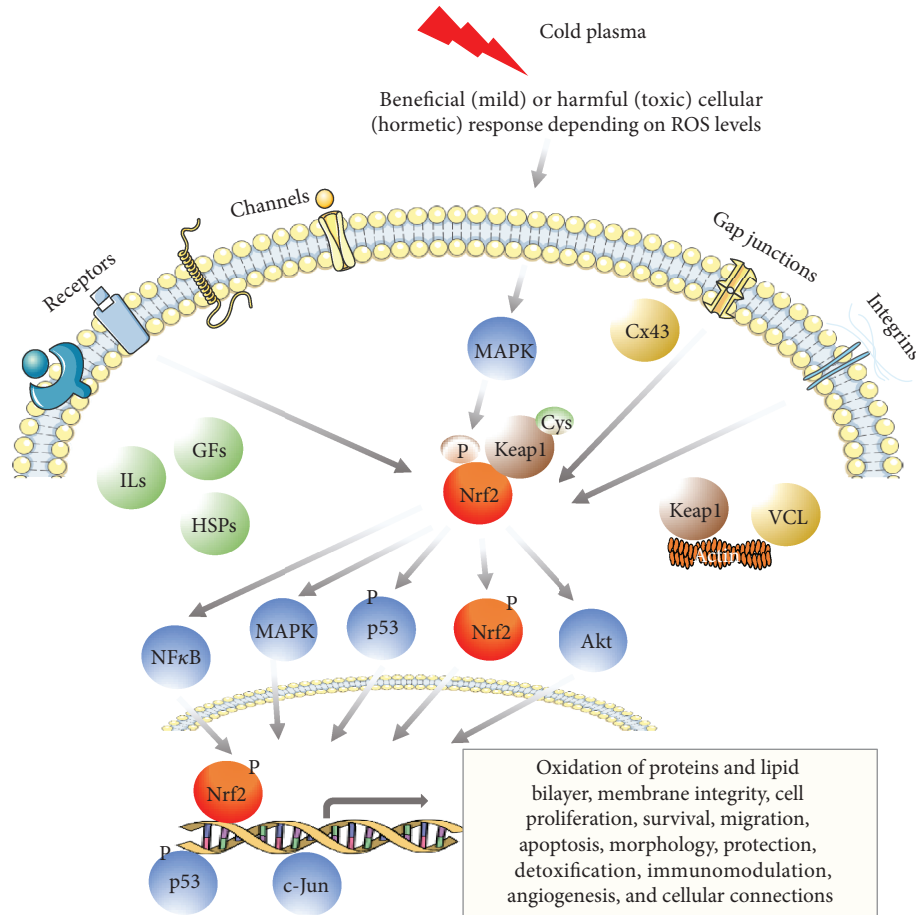 Cold plasma
Beneficial (mild) or harmful (toxic) cellular
(hormetic) response depending on ROS levels
Channels
Receptors
Gap junctions
Integrins
Cx43
MAPK
Cys
P
Keap1
GFs
ILs
Nrf2
HSPs
Keap1
VCL
Actin
P
P
p53
MAPK
Nrf2
NFκB
Akt
P
Nrf2
P
p53
c-Jun
Oxidation of proteins and lipid
bilayer, membrane integrity, cell
proliferation, survival, migration,
apoptosis, morphology, protection,
detoxification, immunomodulation,
angiogenesis, and cellular connections